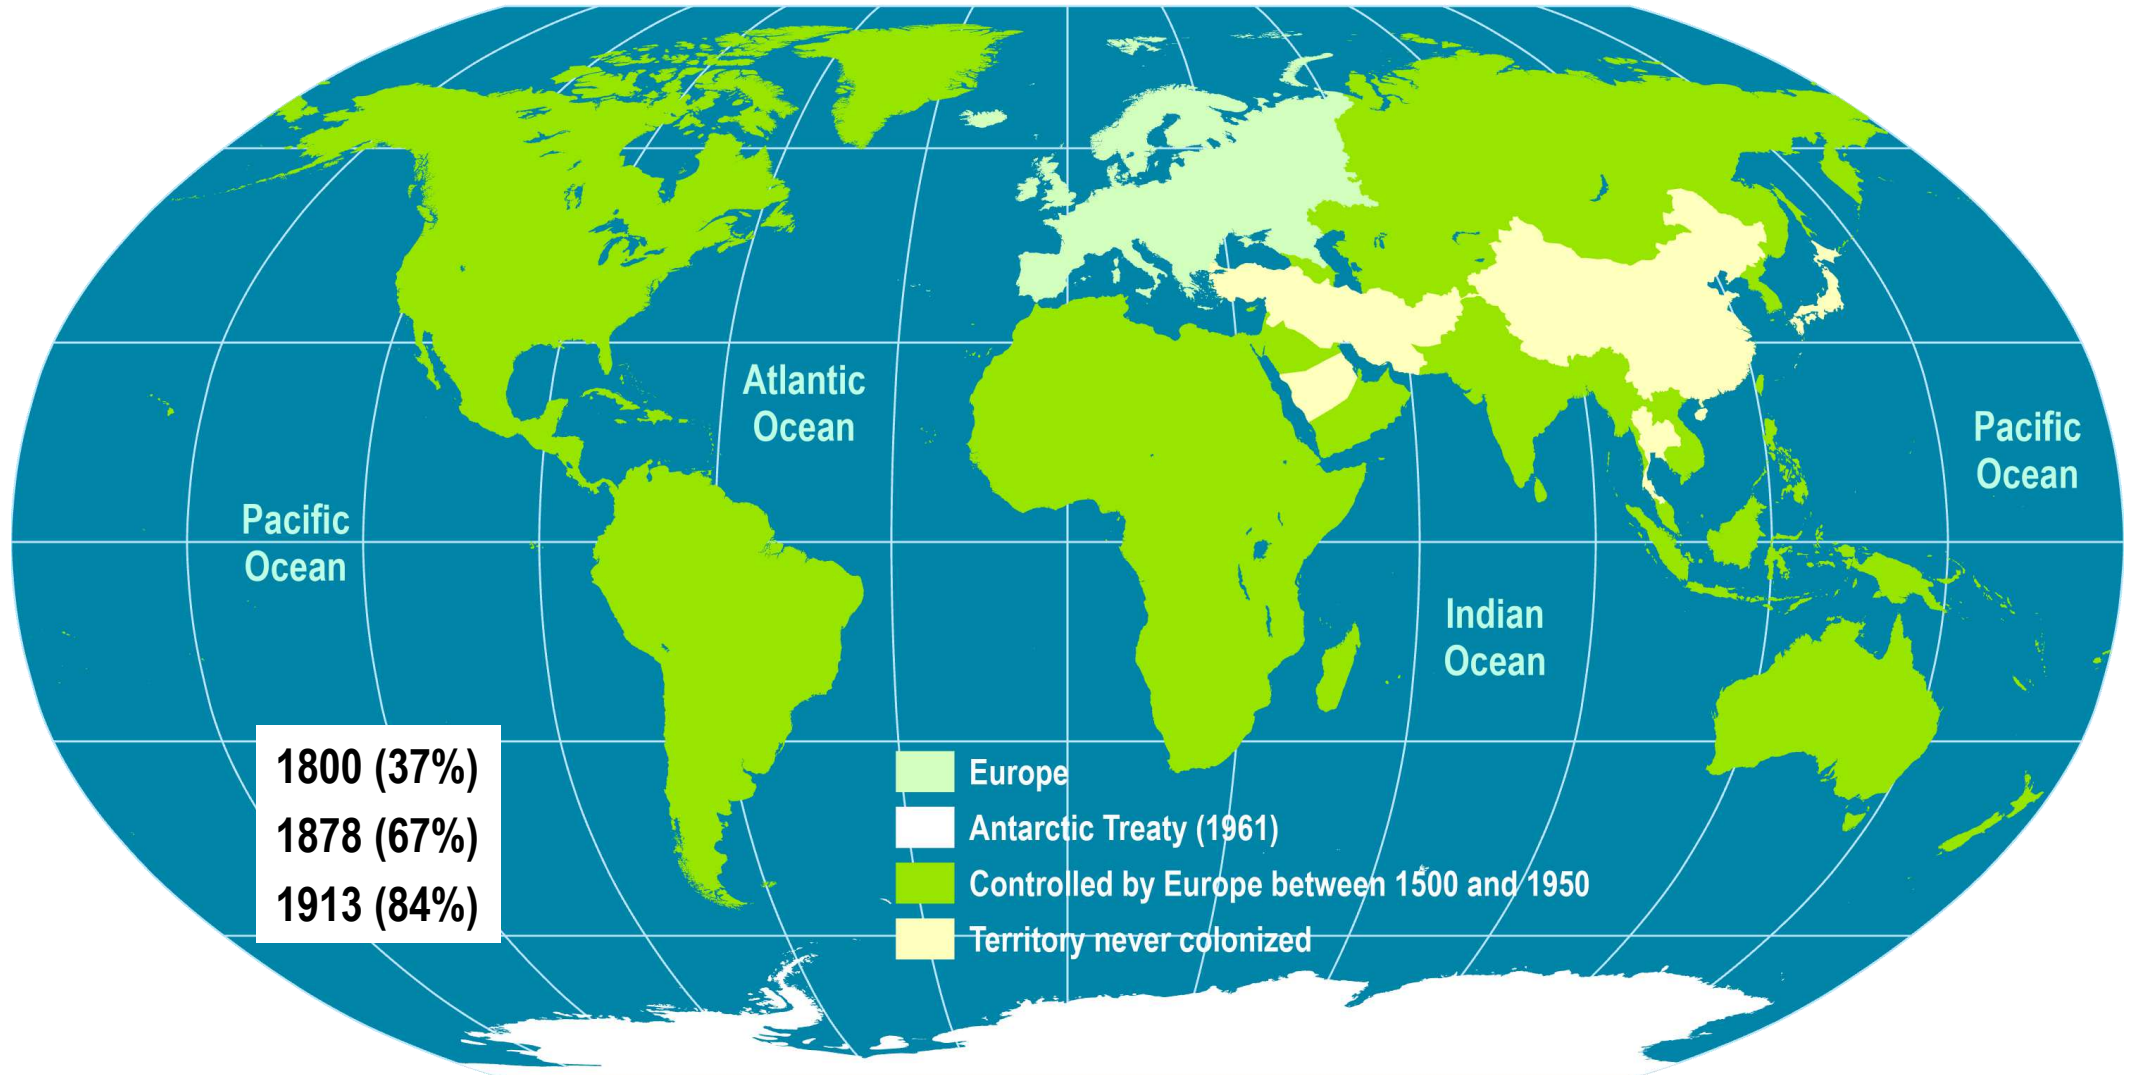 Atlantic
Ocean
Pacific
Ocean
Pacific
Ocean
Indian
Ocean
1800 (37%)
1878 (67%)
1913 (84%)
Europe
Antarctic Treaty (1961)
Controlled by Europe between 1500 and 1950
Territory never colonized